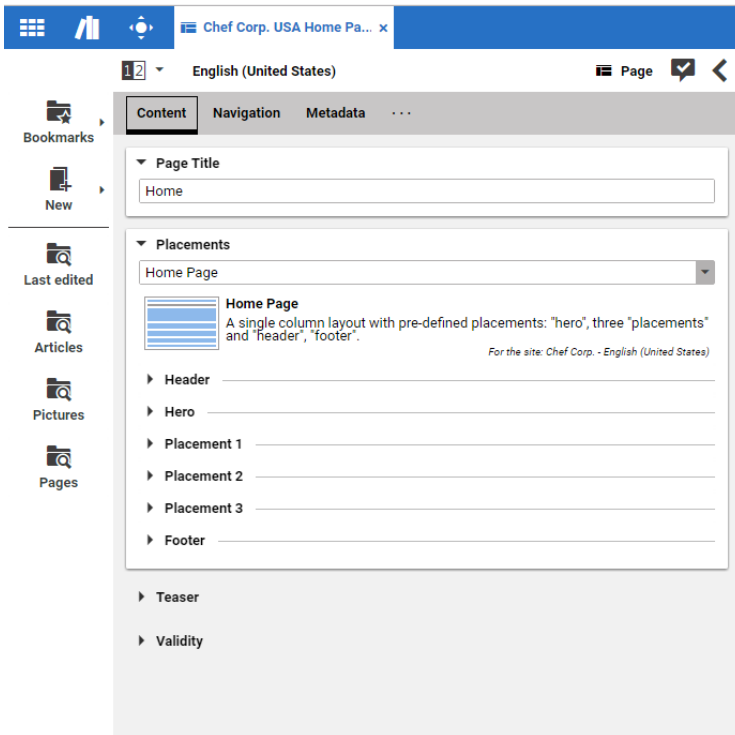 Chef Corp. USA Home Pa... x
12
English (United States)
Page
Bookmarks
New
Last edited
Articles
Pictures
Pages
Content Navigation Metadata ...
Page Title
Home
Placements
Home Page
Home Page
A single column layout with pre-defined placements: "hero", three "placements"
and "header", "footer".
For the site: Chef Corp. - English (United States)
Header
Hero
Placement 1
Placement 2
Placement 3
Footer
Teaser
Validity